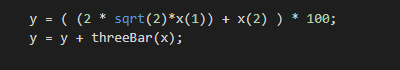 y = ( (2 * sqrt(2)*x(1)) + x(2) ) * 100;
y = y + threeBar(x);